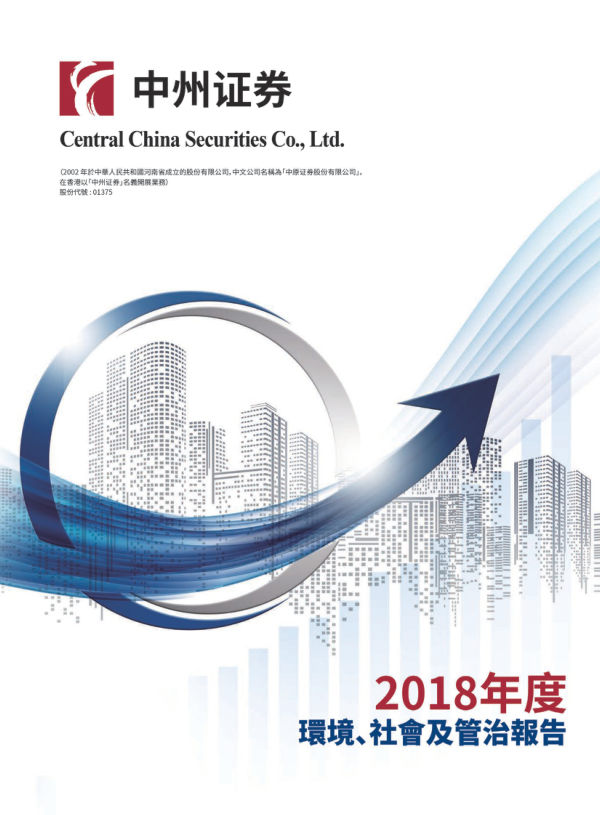 中州证券
Central China Securities Co., Ltd.
(2002 年於中華人民共和國河南省成立的股份有限公司，中文公司名稱為「中原证券股份有限公司」，
在香港以「中州证券」名義開展業務)
股份代號 : 01375
2018年度
環境、社會及管治報告